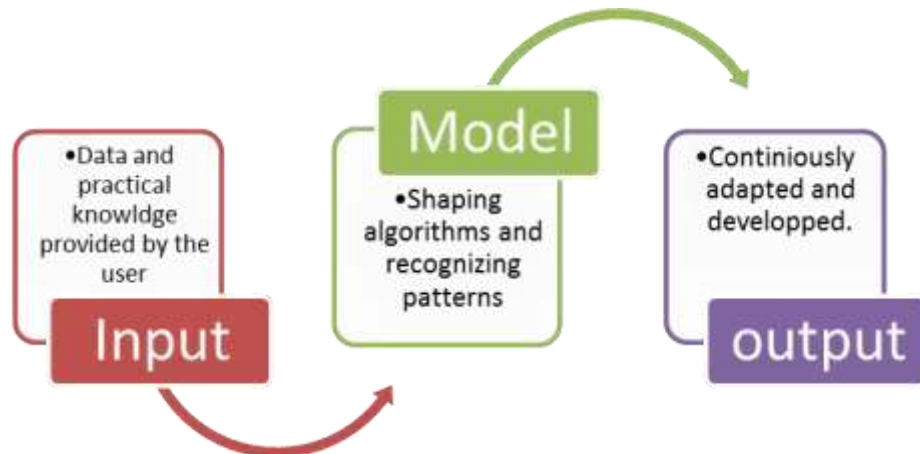 •Data and
practical
knowldge
provided by the
user
Input
Model
•Shaping
algorithms and
recognizing
patterns
•Continiously
adapted and
developped.
output